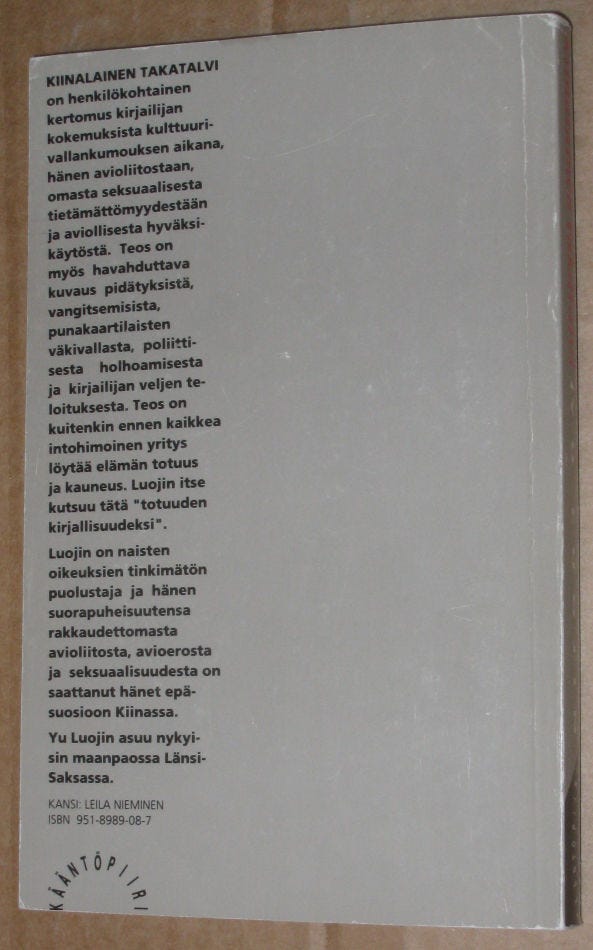 KIINALAINEN TAKATALVI
on henkilökohtainen
kertomus kirjailijan
kokemuksista kulttuuri-
vallankumouksen aikana,
hänen avioliitostaan,
omasta seksuaalisesta
tietämättömyydestään
ja aviollisesta hyväksi-
käytöstä. Teos on
myös havahduttava
kuvaus pidätyksistä,
vangitsemisista,
punakaartilaisten
väkivallasta, poliitti-
sesta holhoamisesta
ja kirjailijan veljen te-
loituksesta. Teos on
kuitenkin ennen kaikkea
intohimoinen yritys
löytää elämän totuus
ja kauneus. Luojin itse
kutsuu tätä "totuuden
kirjallisuudeksi".
Luojin on naisten
oikeuksien tinkimätön
puolustaja ja hänen
suorapuheisuutensa
rakkaudettomasta
avioliitosta, avioerosta
ja seksuaalisuudesta on
saattanut hänet epä-
suosioon Kiinassa.
Yu Luojin asuu nykyi-
sin maanpaossa Länsi-
Saksassa.
KANSI: LEILA NIEMINEN
ISBN 951-8989-08-7
KÄÄNTÖPIIRI